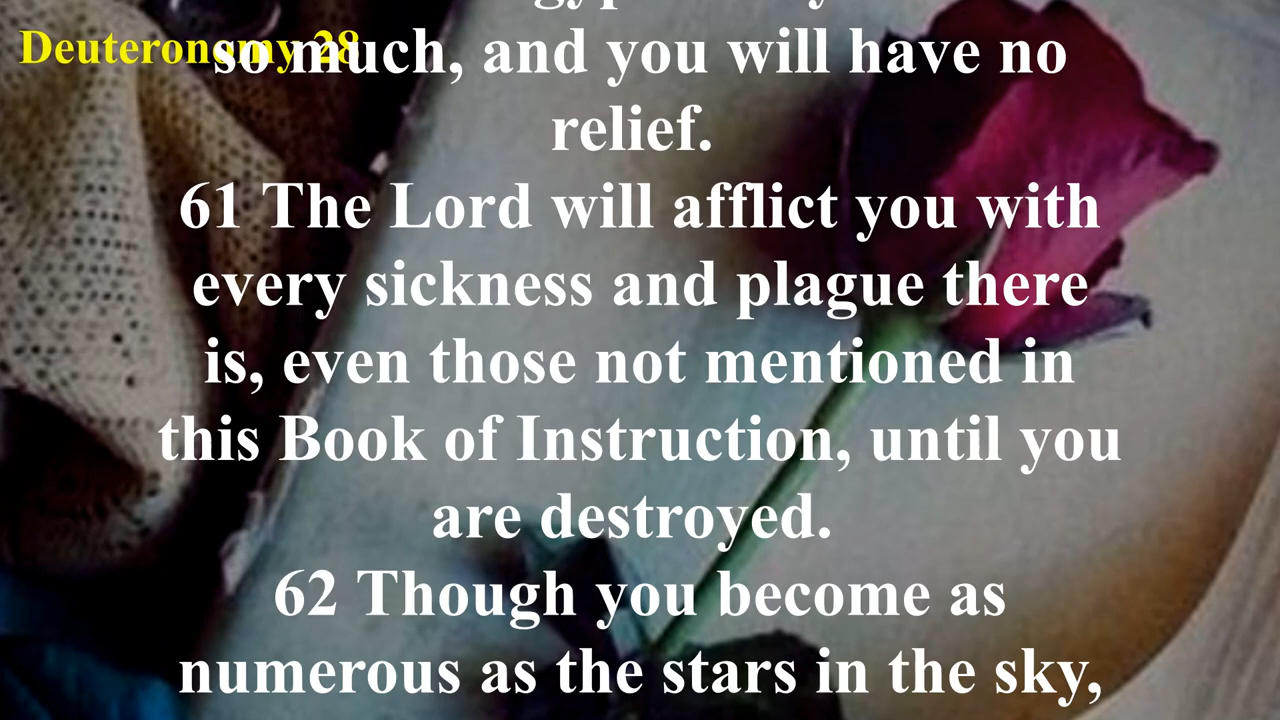 Deuteronomy 28
so much, and you will have no
relief.
61 The Lord will afflict you with
every sickness and plague there
is, even those not mentioned in
this Book of Instruction, until you
are destroyed.
62 Though you become as
numerous as the stars in the sky,